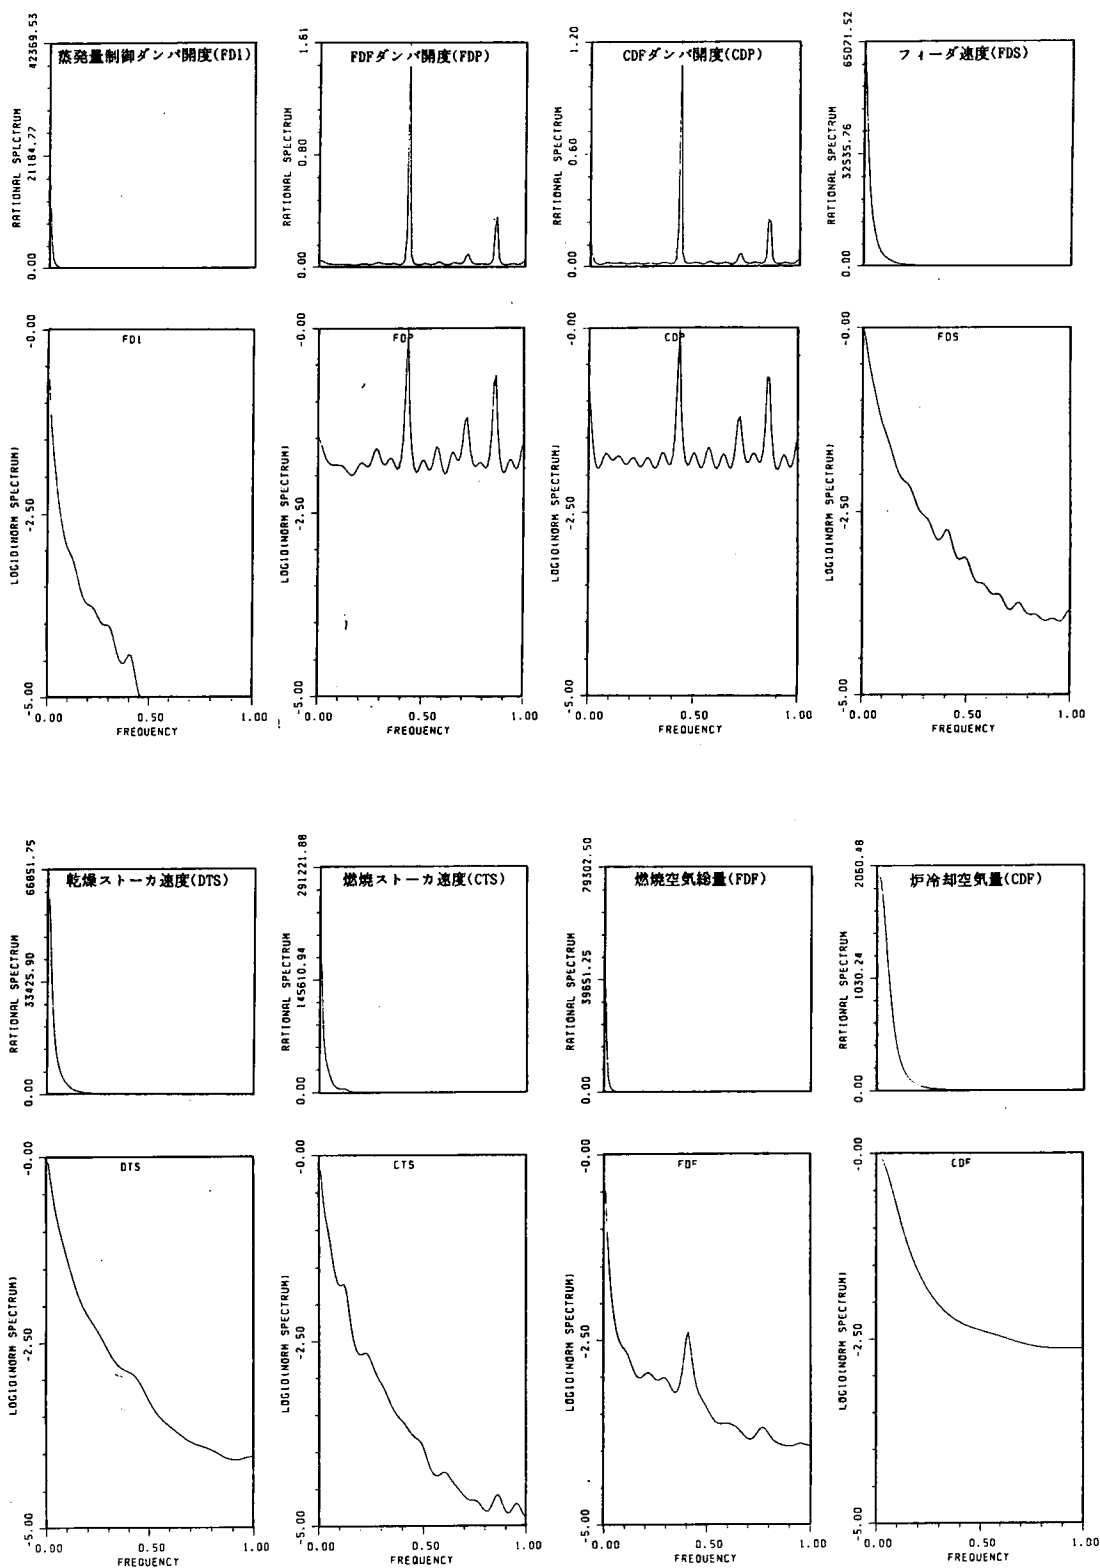 蒸発量制御ダンパ開度(FD1)
RATIONAL SPECTRUM
42369.53
21184.77
0.00
FDFダンパ開度(FDP)
RATIONAL SPECTRUM
1.61
0.80
0.00
CDFダンパ開度(CDP)
RATIONAL SPECTRUM
1.20
0.60
0.00
フィーダ速度(FDS)
RATIONAL SPECTRUM
65071.52
32535.76
0.00
FD1
LOG10(NORM SPECTRUM)
-0.00
-2.50
-5.00
0.00 0.50 1.00
FREQUENCY
FDP
LOG10(NORM SPECTRUM)
-0.00
-2.50
-5.00
0.00 0.50 1.00
FREQUENCY
CDP
LOG10(NORM SPECTRUM)
-0.00
-2.50
-5.00
0.00 0.50 1.00
FREQUENCY
FDS
LOG10(NORM SPECTRUM)
-0.00
-2.50
-5.00
0.00 0.50 1.00
FREQUENCY
乾燥ストーカ速度(DTS)
RATIONAL SPECTRUM
66851.75
33425.90
0.00
燃焼ストーカ速度(CTS)
RATIONAL SPECTRUM
291221.88
145610.94
0.00
燃焼空気総量(FDF)
RATIONAL SPECTRUM
79302.50
39651.25
0.00
炉冷却空気量(CDF)
RATIONAL SPECTRUM
2060.48
1030.24
0.00
DTS
LOG10(NORM SPECTRUM)
-0.00
-2.50
-5.00
0.00 0.50 1.00
FREQUENCY
CTS
LOG10(NORM SPECTRUM)
-0.00
-2.50
-5.00
0.00 0.50 1.00
FREQUENCY
FDF
LOG10(NORM SPECTRUM)
-0.00
-2.50
-5.00
0.00 0.50 1.00
FREQUENCY
CDF
LOG10(NORM SPECTRUM)
-0.00
-2.50
-5.00
0.00 0.50 1.00
FREQUENCY